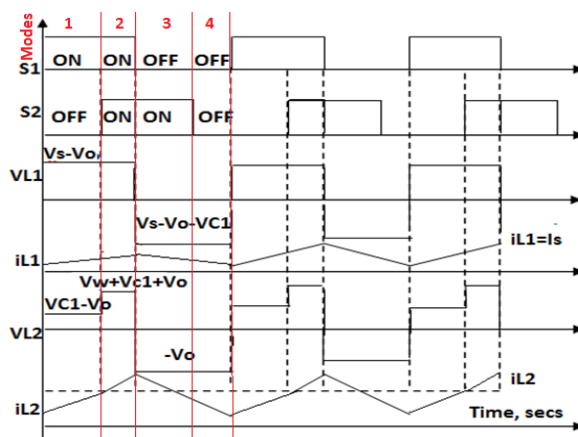 Modes
1 2 3 4
ON ON OFF OFF
S1
S2
OFF ON ON OFF
Vs-Vo
VL1
Vs-Vo-VC1
iL1=Is
iL1
Vw+Vc1+Vo
VC1-Vo
VL2
-Vo
iL2
iL2
Time, secs